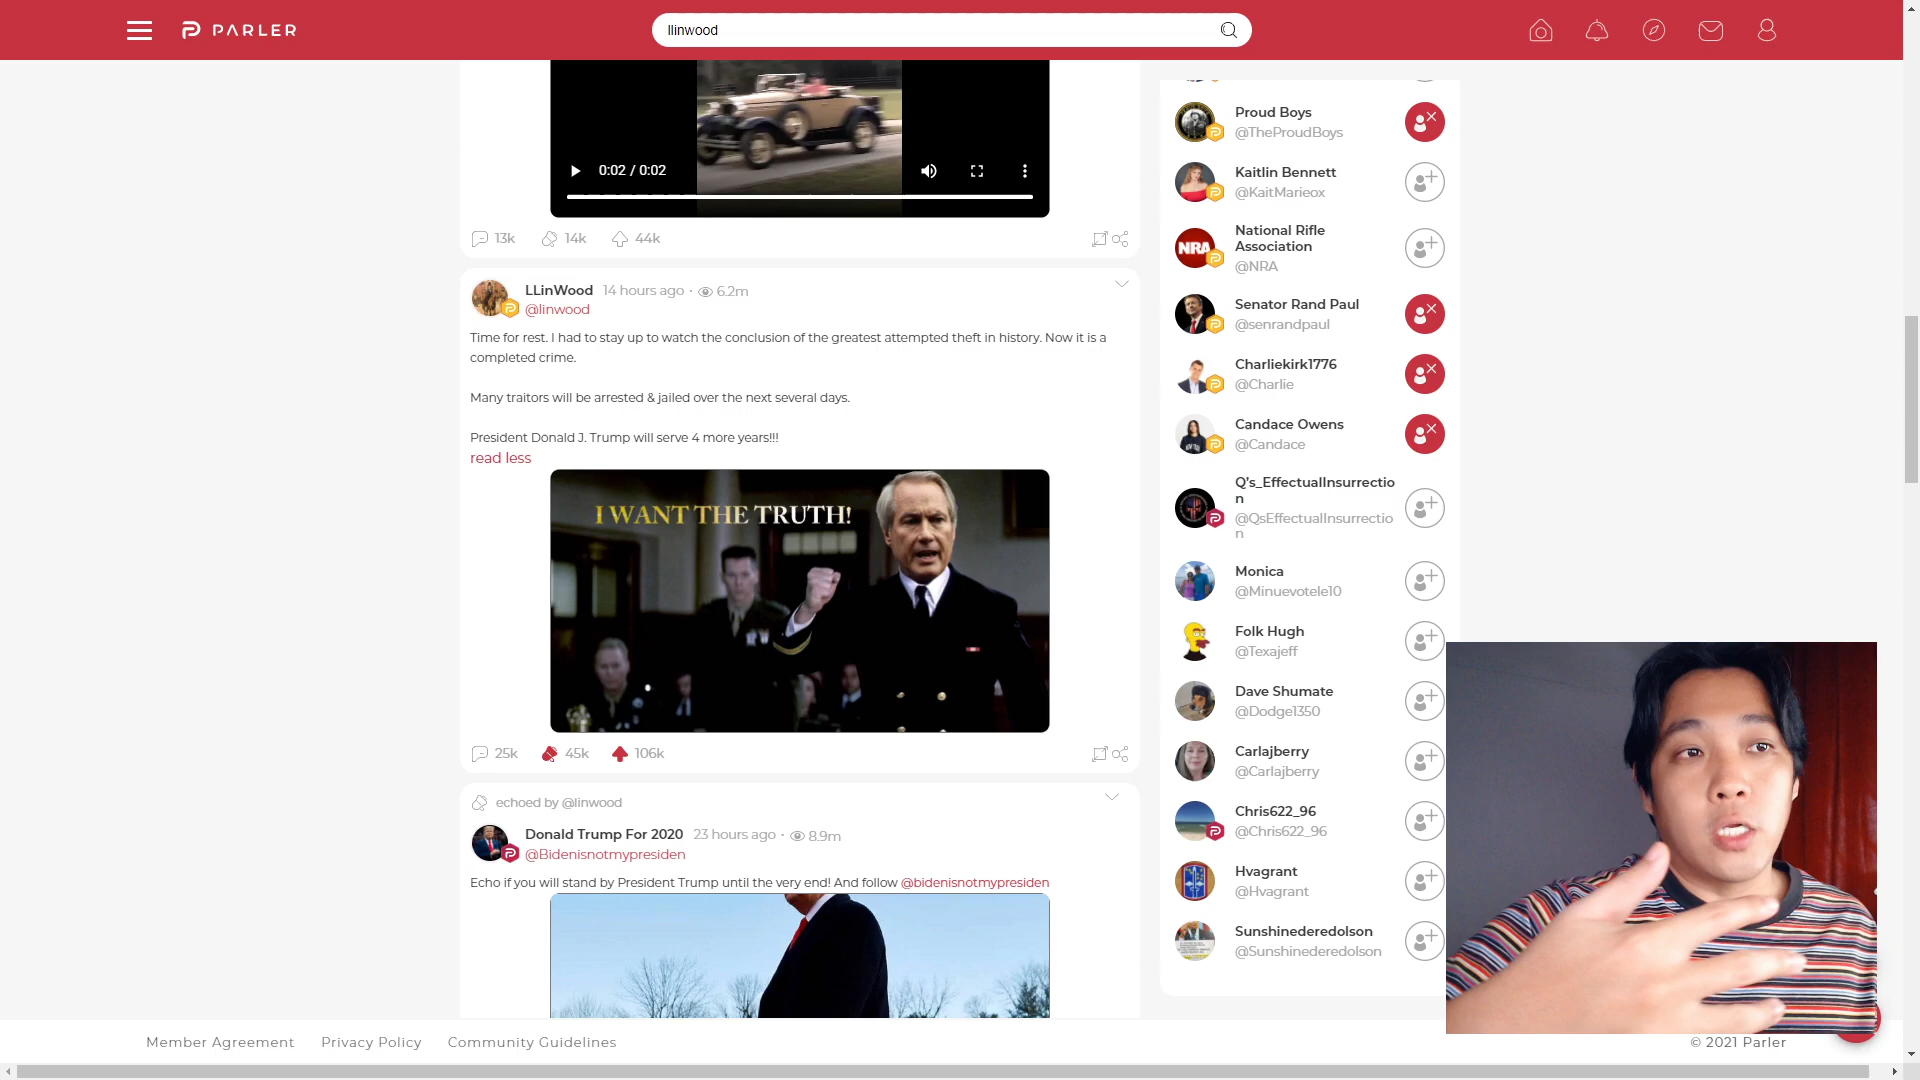 PARLER
llinwood
0:02 / 0:02
13k 14k 44k
LLinWood 14 hours ago · 6.2m
@linwood
Time for rest. I had to stay up to watch the conclusion of the greatest attempted theft in history. Now it is a
completed crime.
Many traitors will be arrested & jailed over the next several days.
President Donald J. Trump will serve 4 more years!!!
read less
I WANT THE TRUTH!
25k 45k 106k
echoed by @linwood
Donald Trump For 2020 23 hours ago · 8.9m
@Bidenisnotmypresiden
Echo if you will stand by President Trump until the very end! And follow @bidenisnotmypresiden
Proud Boys
@TheProudBoys
Kaitlin Bennett
@KaitMarieox
National Rifle
Association
@NRA
NRA
Senator Rand Paul
@senrandpaul
Charliekirk1776
@Charlie
Candace Owens
@Candace
Q's_EffectualInsurrectio
n
@QsEffectualInsurrectio
n
Monica
@Minuevotele10
Folk Hugh
@Texajeff
Dave Shumate
@Dodge1350
Carlajberry
@Carlajberry
Chris622_96
@Chris622_96
Hvagrant
@Hvagrant
Sunshinederedolson
@Sunshinederedolson
Member Agreement Privacy Policy Community Guidelines
© 2021 Parler